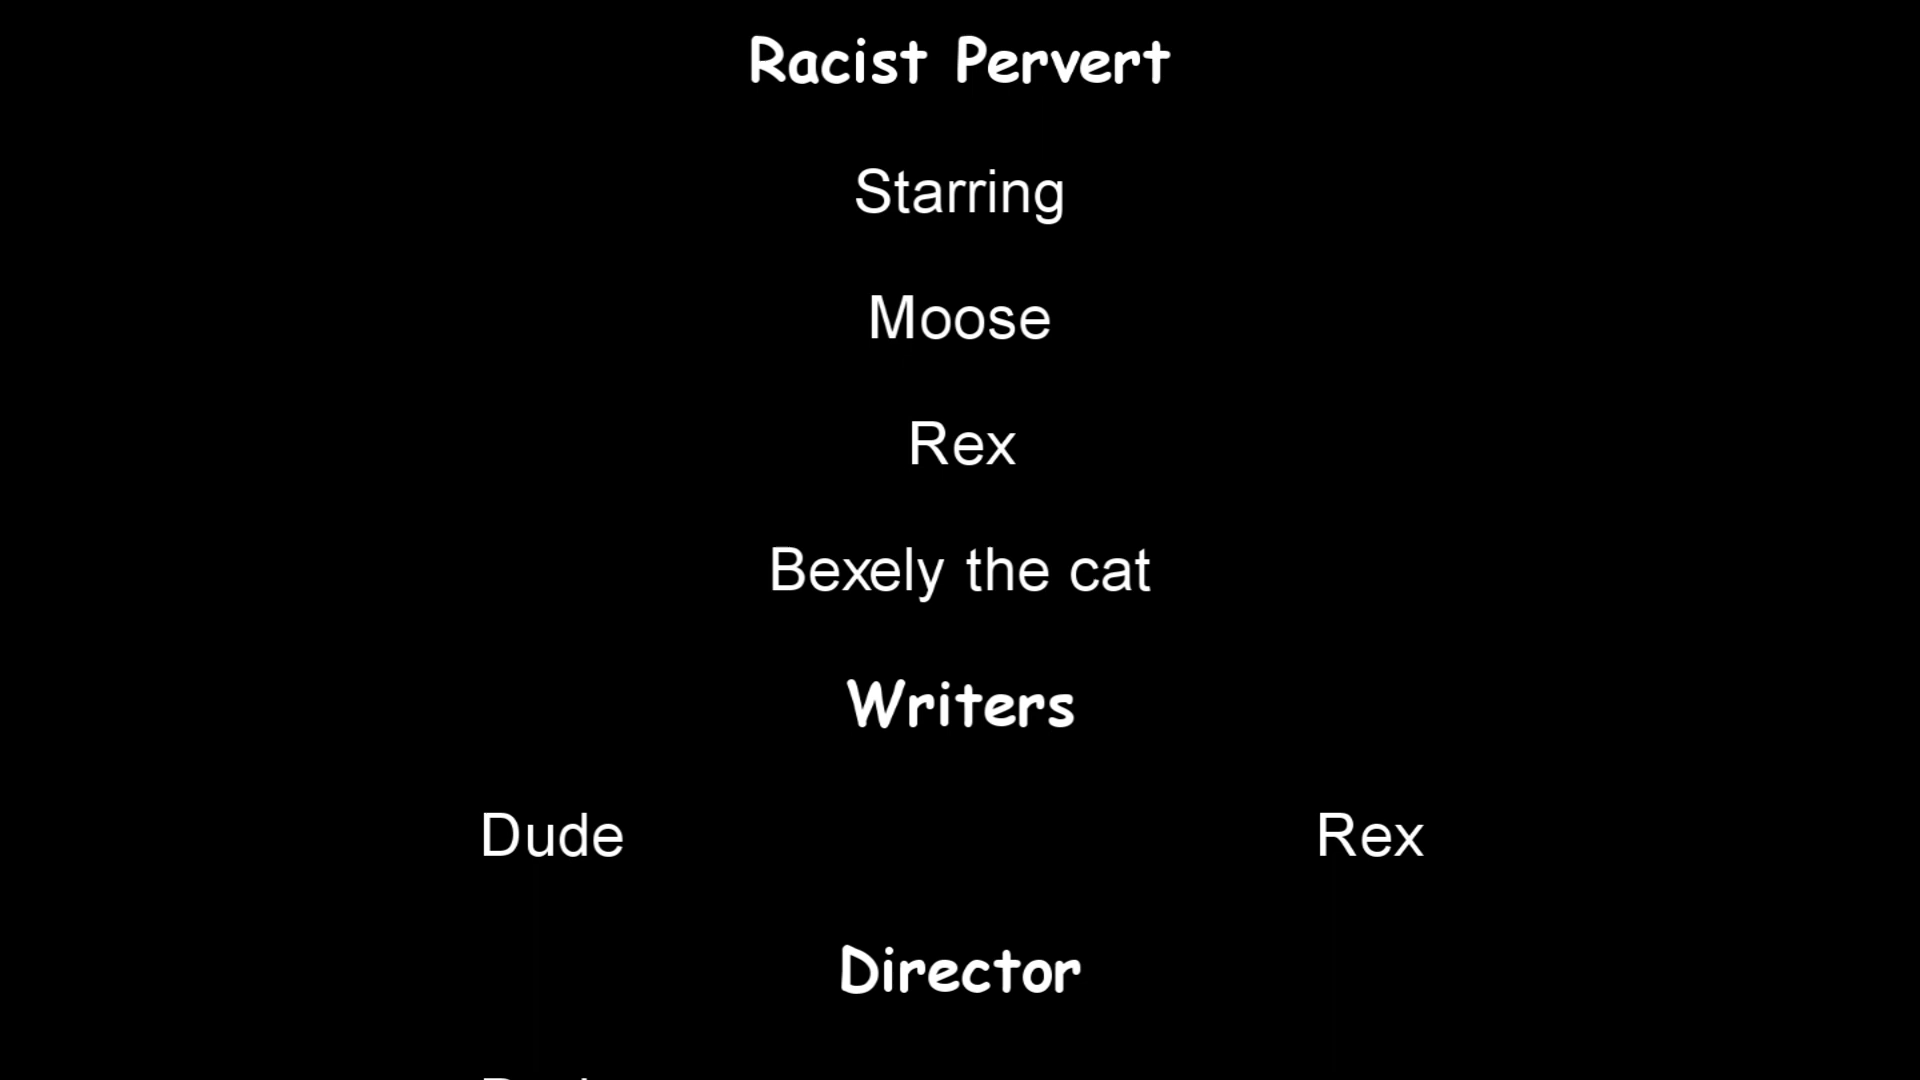 Racist Pervert
Starring
Moose
Rex
Bexely the cat
Writers
Dude Rex
Director